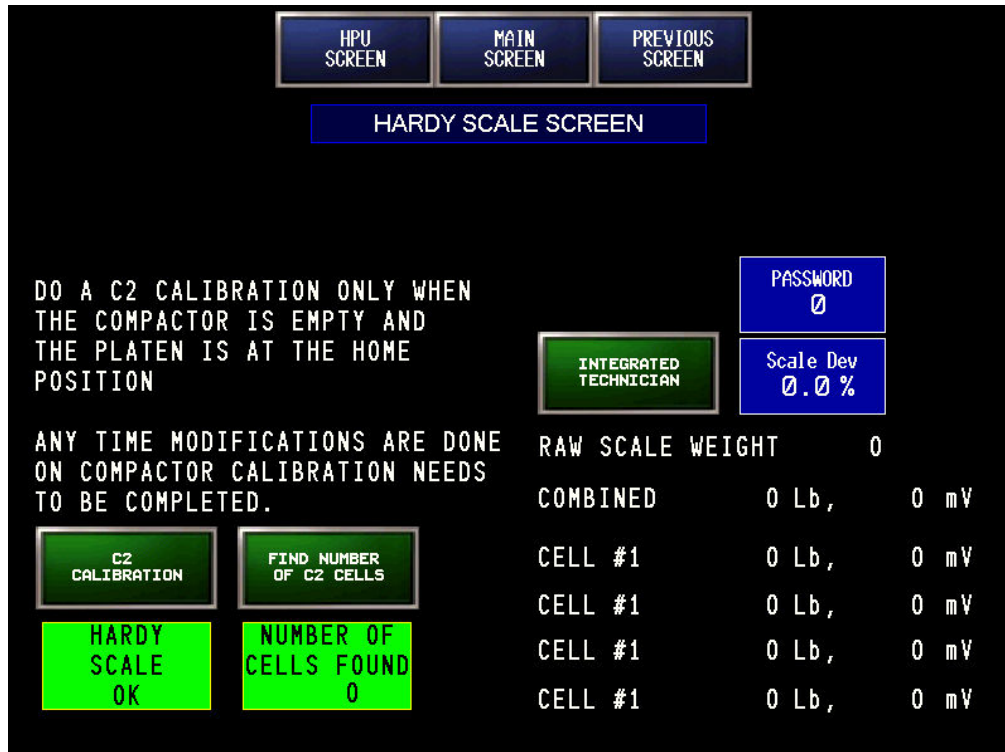 HPU
SCREEN
MAIN
SCREEN
PREVIOUS
SCREEN
HARDY SCALE SCREEN
DO A C2 CALIBRATION ONLY WHEN
THE COMPACTOR IS EMPTY AND
THE PLATEN IS AT THE HOME
POSITION
ANY TIME MODIFICATIONS ARE DONE
ON COMPACTOR CALIBRATION NEEDS
TO BE COMPLETED.
C2
CALIBRATION
FIND NUMBER
OF C2 CELLS
HARDY
SCALE
OK
NUMBER OF
CELLS FOUND
0
PASSWORD
0
INTEGRATED
TECHNICIAN
Scale Dev
0.0 %
RAW SCALE WEIGHT 0
COMBINED 0 Lb, 0 mV
CELL #1 0 Lb, 0 mV
CELL #1 0 Lb, 0 mV
CELL #1 0 Lb, 0 mV
CELL #1 0 Lb, 0 mV